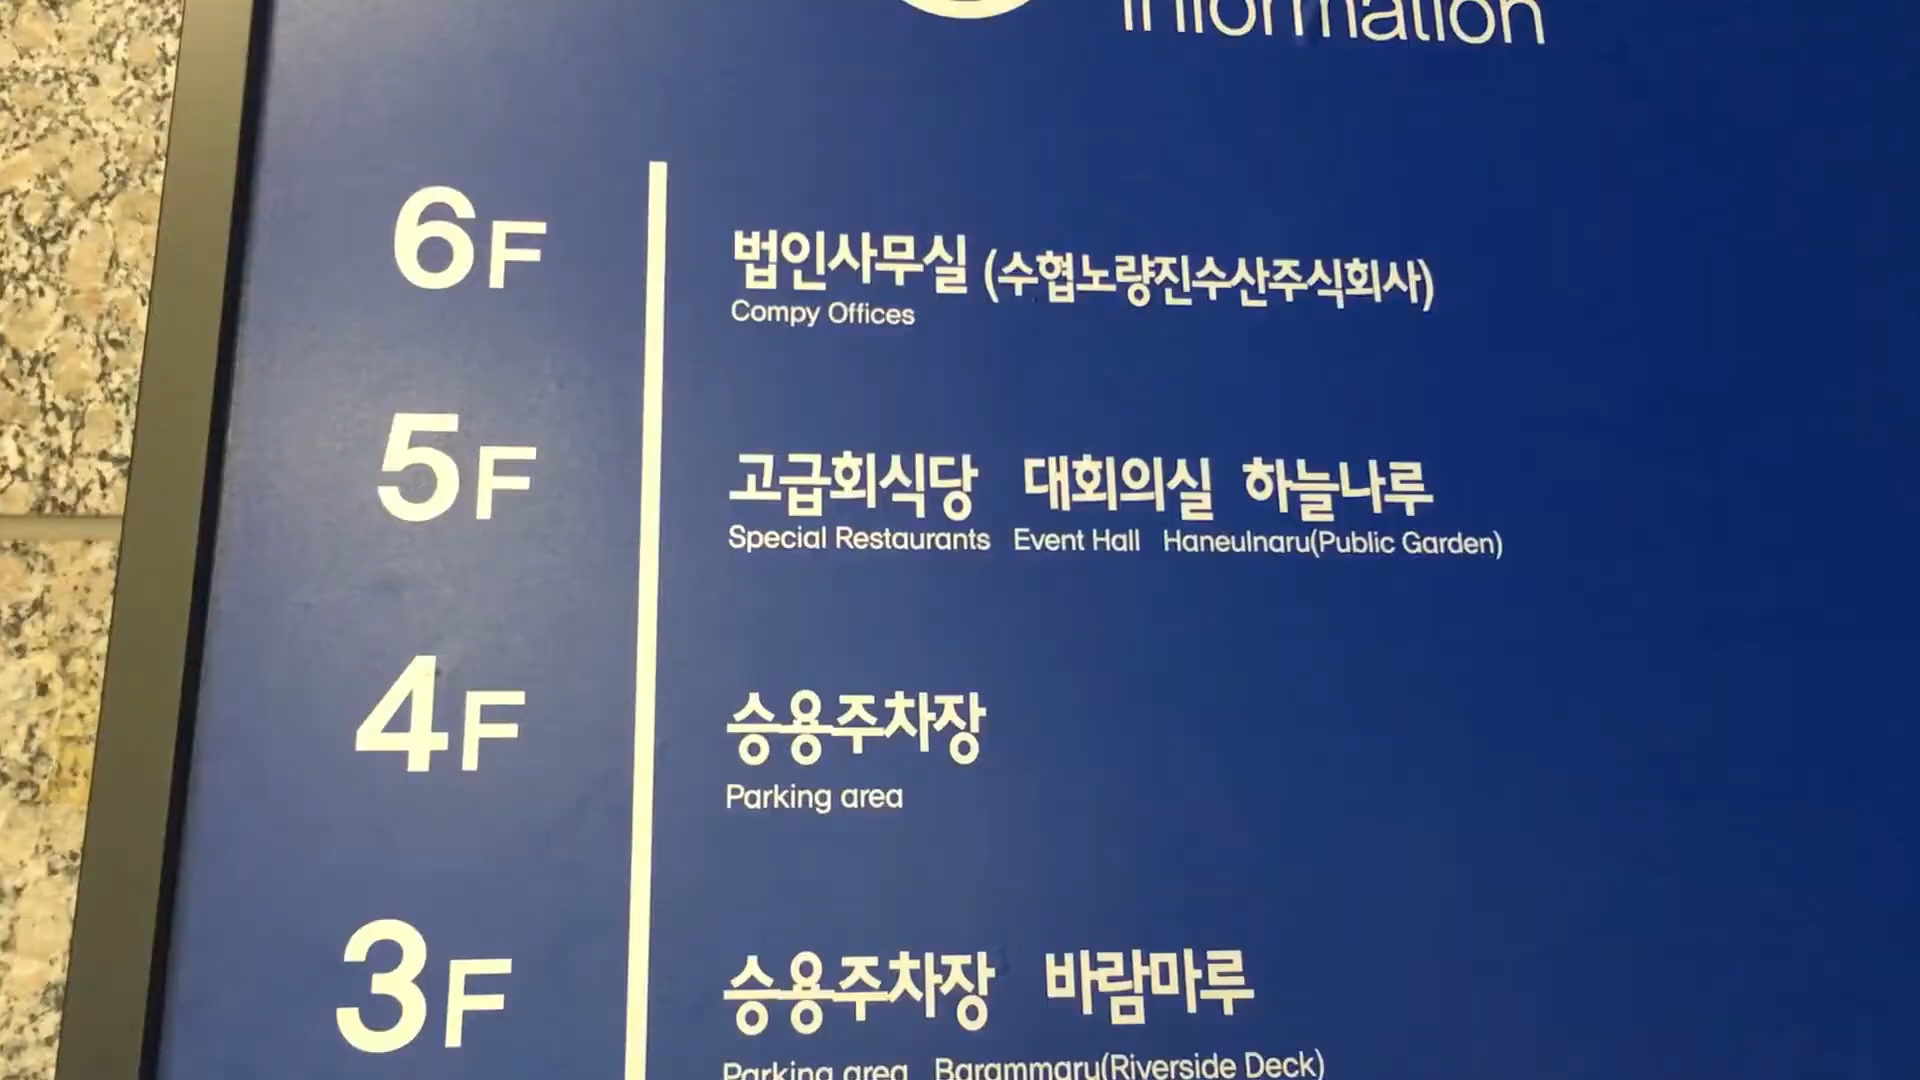 information
6F
법인사무실 (수협노량진수산주식회사)
Compy Offices
5F
고급회식당 대회의실 하늘나루
Special Restaurants Event Hall Haneulnaru(Public Garden)
4F
승용주차장
Parking area
3F
승용주차장 바람마루
Parking area Barammaru(Riverside Deck)